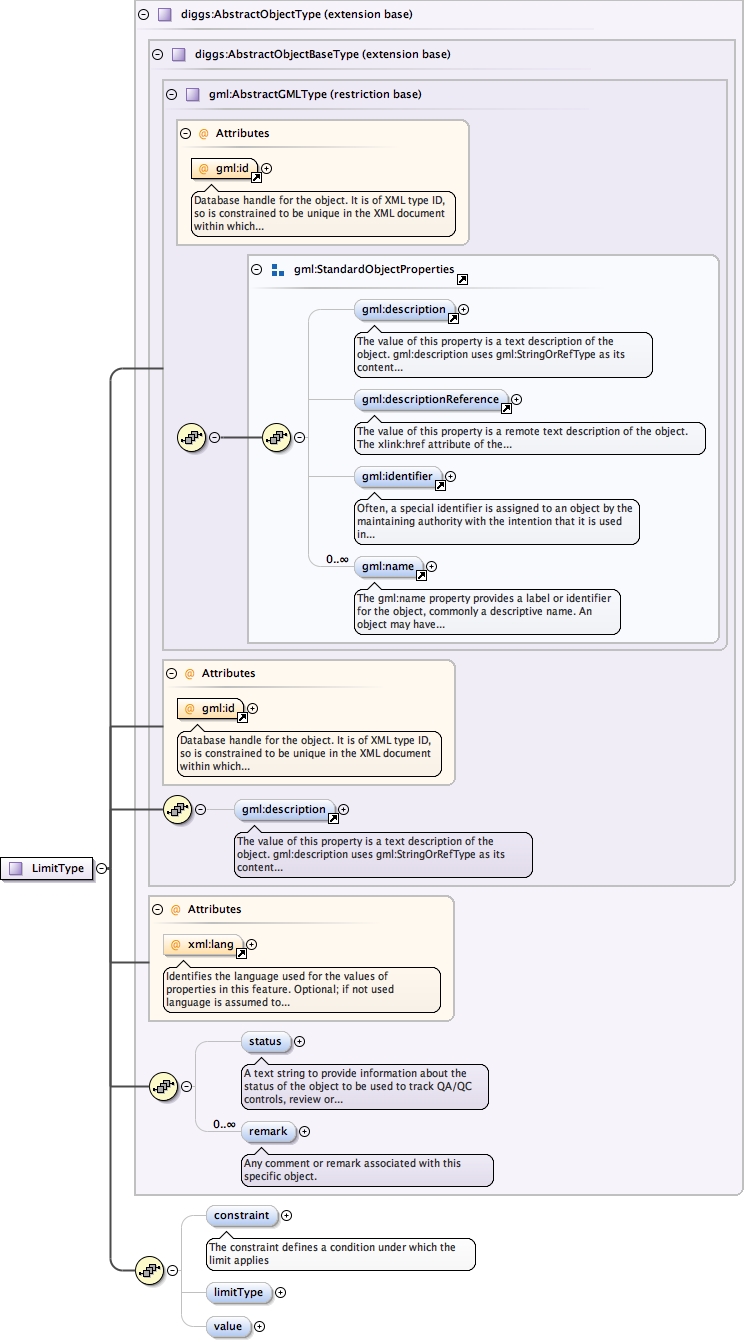 diggs:AbstractObjectType (extension base)
diggs:AbstractObjectBaseType (extension base)
gml:AbstractGMLType (restriction base)
@ Attributes
@ gml:id
Database handle for the object. It is of XML type ID,
so is constrained to be unique in the XML document
within which...
gml:StandardObjectProperties
gml:description
The value of this property is a text description of the
object. gml:description uses gml:StringOrRefType as its
content...
gml:descriptionReference
The value of this property is a remote text description of the object.
The xlink:href attribute of the...
gml:identifier
Often, a special identifier is assigned to an object by the
maintaining authority with the intention that it is used
in...
0..∞
gml:name
The gml:name property provides a label or identifier
for the object, commonly a descriptive name. An
object may have...
@ Attributes
@ gml:id
Database handle for the object. It is of XML type ID,
so is constrained to be unique in the XML document
within which...
gml:description
The value of this property is a text description of the
object. gml:description uses gml:StringOrRefType as its
content...
LimitType
@ Attributes
@ xml:lang
Identifies the language used for the values of
properties in this feature. Optional; if not used
language is assumed to...
status
A text string to provide information about the
status of the object to be used to track QA/QC
controls, review or...
0..∞
remark
Any comment or remark associated with this
specific object.
constraint
The constraint defines a condition under which the
limit applies
limitType
value